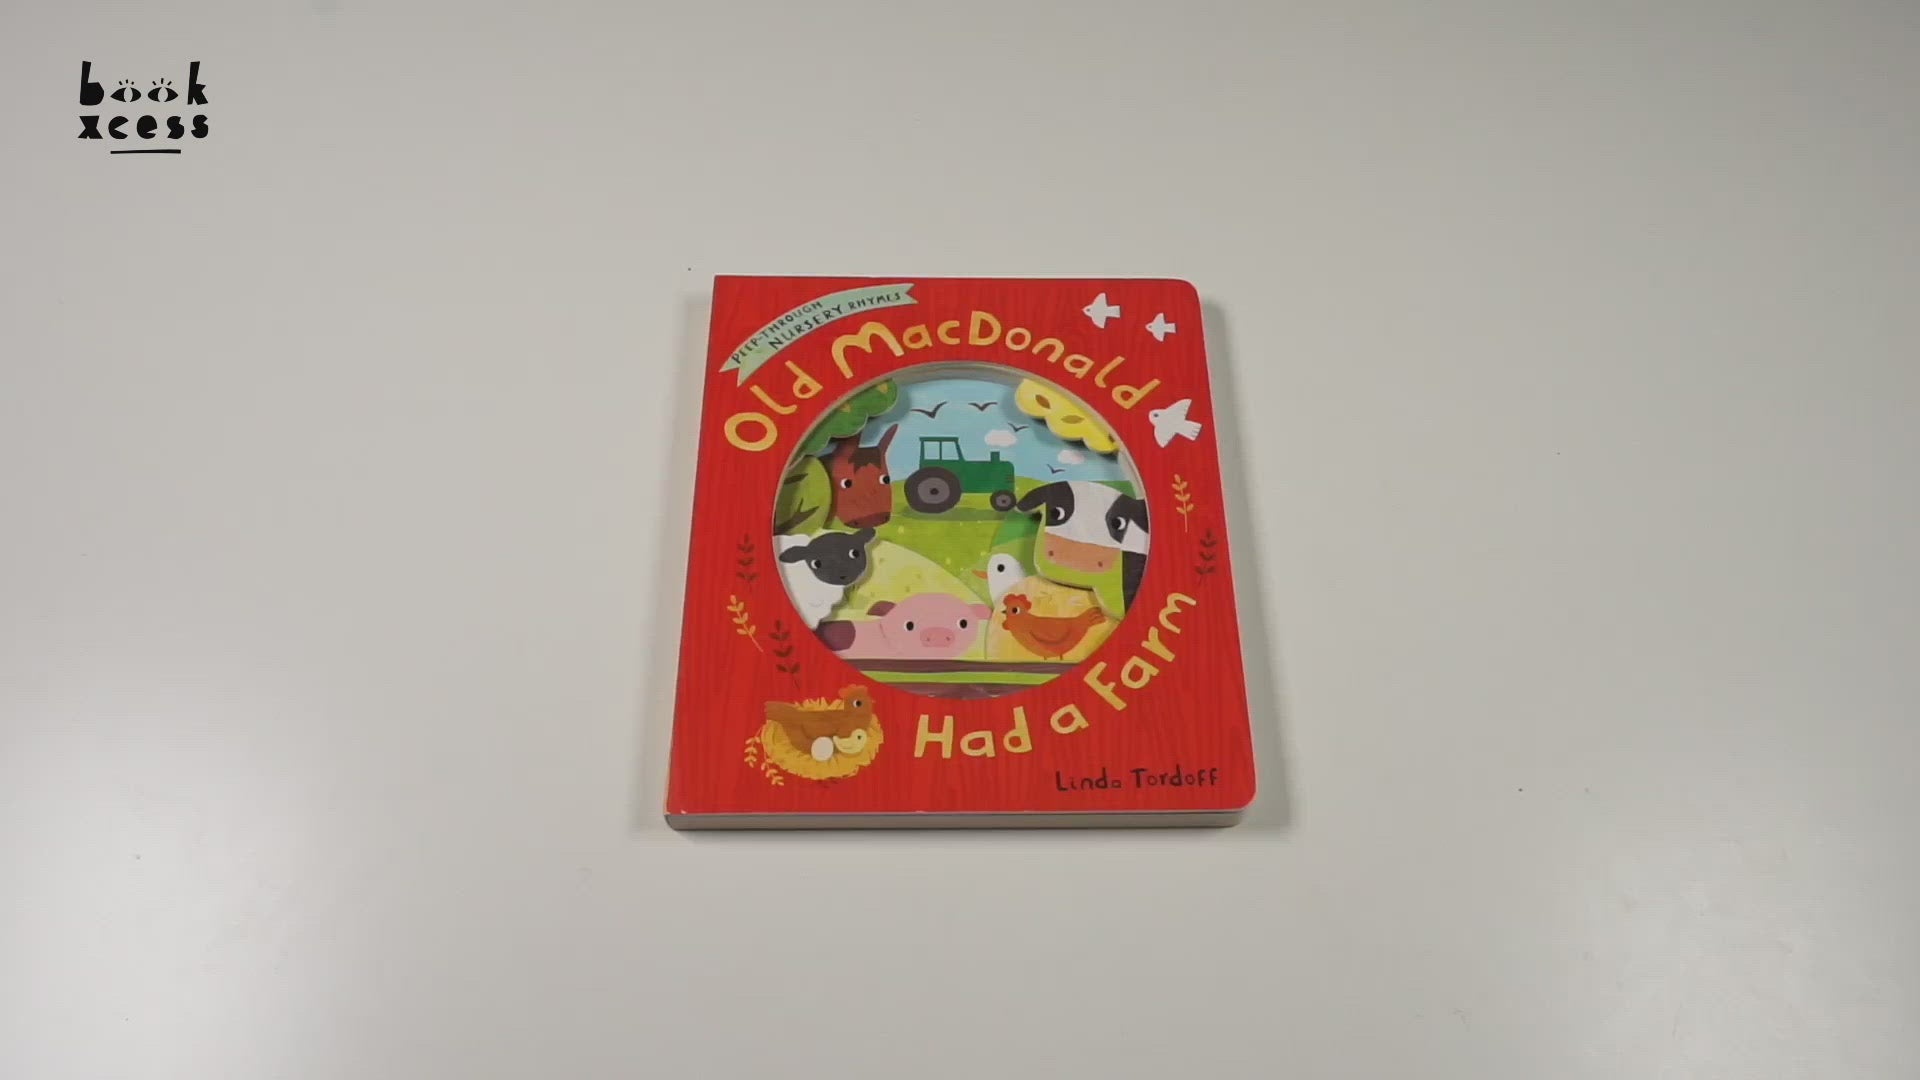 book
xcess
PEEP-THROUGH
NURSERY RHYMES
Old MacDonald
Had a Farm
Linda Tordoff